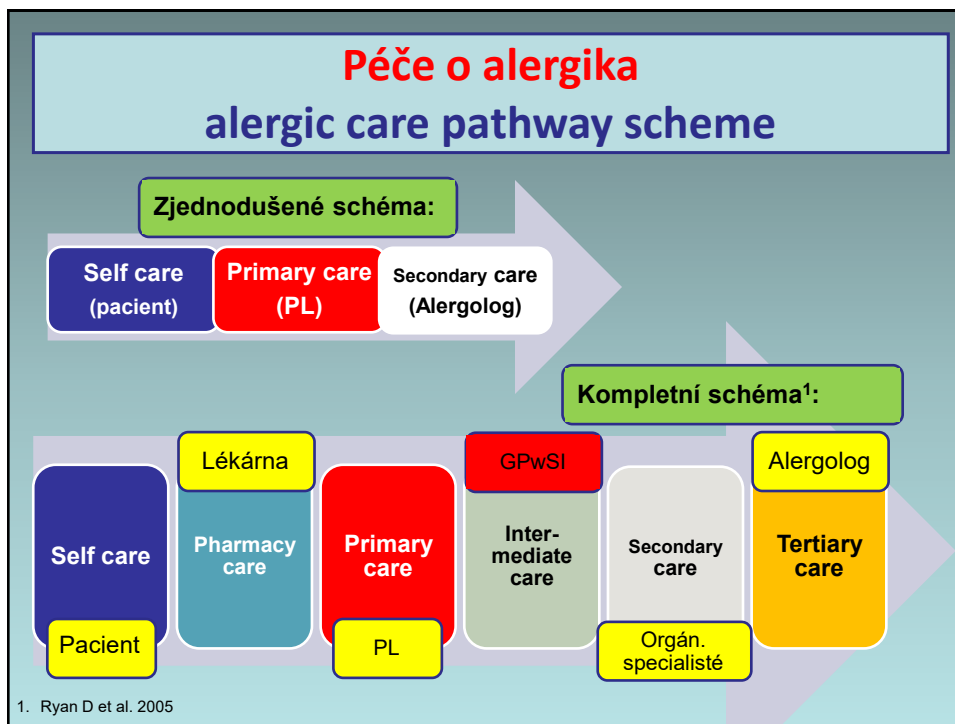 Péče o alergika
alergic care pathway scheme
Zjednodušené schéma:
Self care
(pacient)
Primary care
(PL)
Secondary care
(Alergolog)
Kompletní schéma¹:
Self care
Pacient
Lékárna
Pharmacy
care
Primary
care
PL
GPwSI
Inter-
mediate
care
Secondary
care
Orgán.
specialisté
Alergolog
Tertiary
care
1. Ryan D et al. 2005